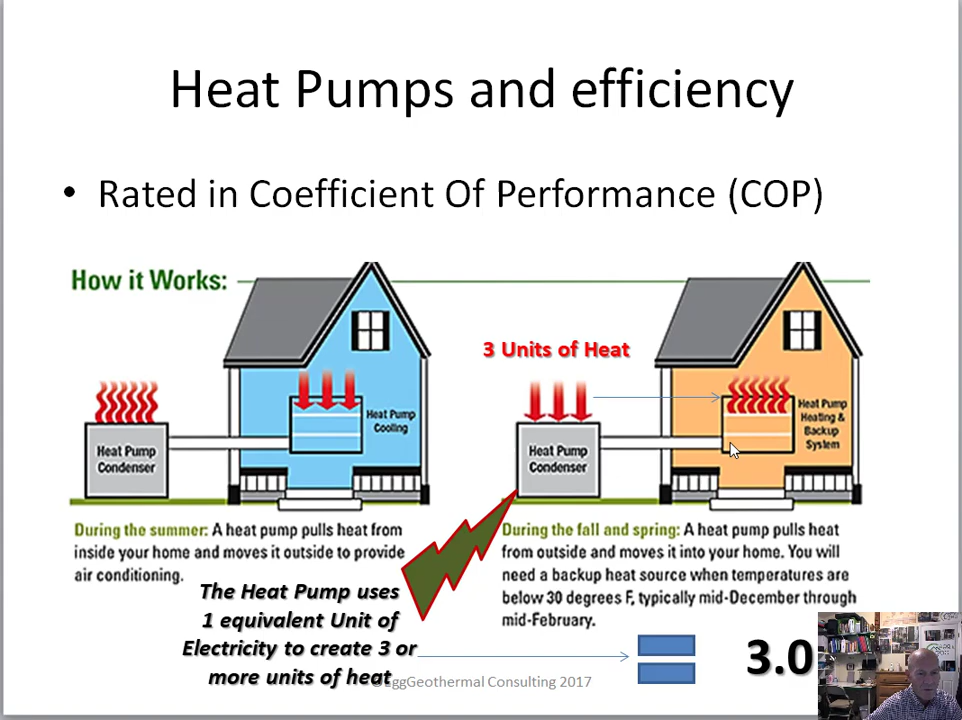 Heat Pumps and efficiency
• Rated in Coefficient Of Performance (COP)
How it Works:
3 Units of Heat
Heat Pump
Cooling
Heat Pump
Condenser
Heat Pump
Condenser
Heat Pump
Heating &
Backup
System
During the summer: A heat pump pulls heat from
inside your home and moves it outside to provide
air conditioning.
During the fall and spring: A heat pump pulls heat
from outside and moves it into your home. You will
need a backup heat source when temperatures are
below 30 degrees F, typically mid-December through
mid-February.
The Heat Pump uses
1 equivalent Unit of
Electricity to create 3 or
more units of heat
EggGeothermal Consulting 2017
3.0